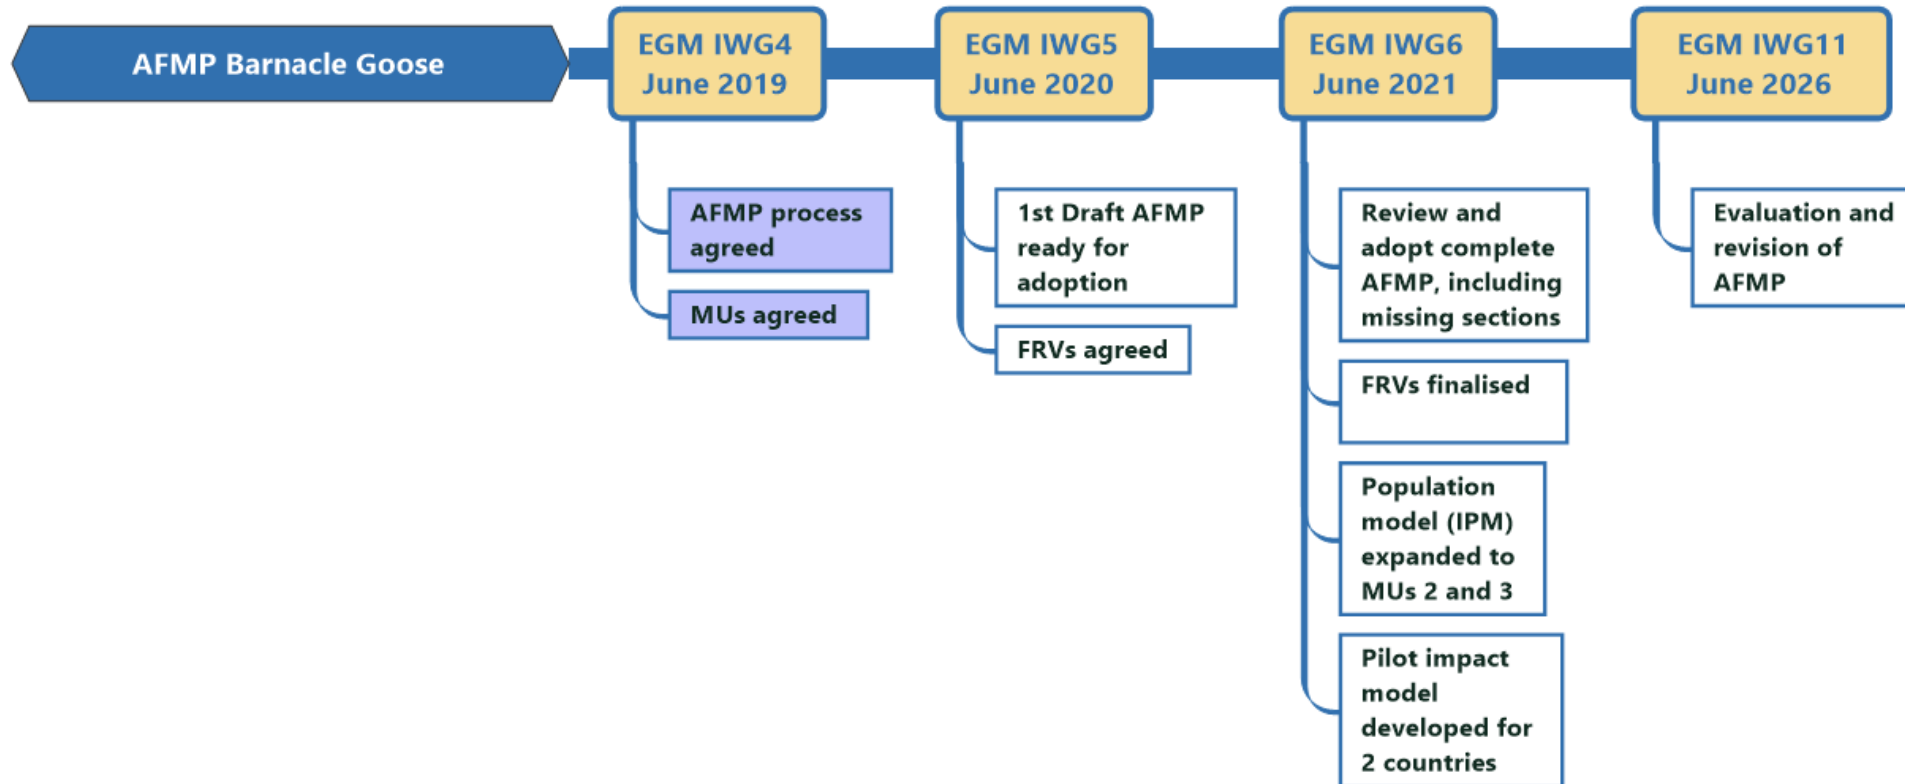 AFMP Barnacle Goose
EGM IWG4
June 2019
AFMP process
agreed
MUs agreed
EGM IWG5
June 2020
1st Draft AFMP
ready for
adoption
FRVs agreed
EGM IWG6
June 2021
Review and
adopt complete
AFMP, including
missing sections
FRVs finalised
Population
model (IPM)
expanded to
MUs 2 and 3
Pilot impact
model
developed for
2 countries
EGM IWG11
June 2026
Evaluation and
revision of
AFMP